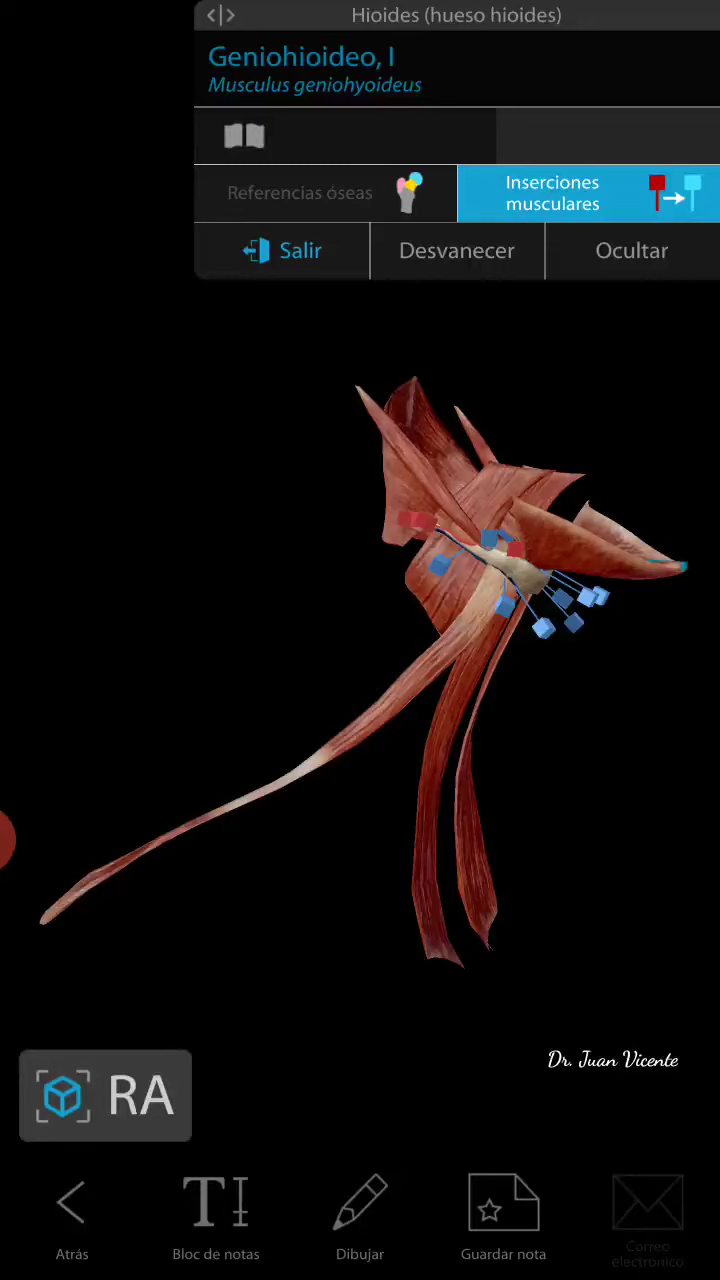 Hioides (hueso hioides)
Geniohioideo, I
Musculus geniohyoideus
Referencias óseas
Inserciones
musculares
Salir
Desvanecer
Ocultar
Dr. Juan Vicente
RA
Atrás
Bloc de notas
Dibujar
Guardar nota
Correo
electronico